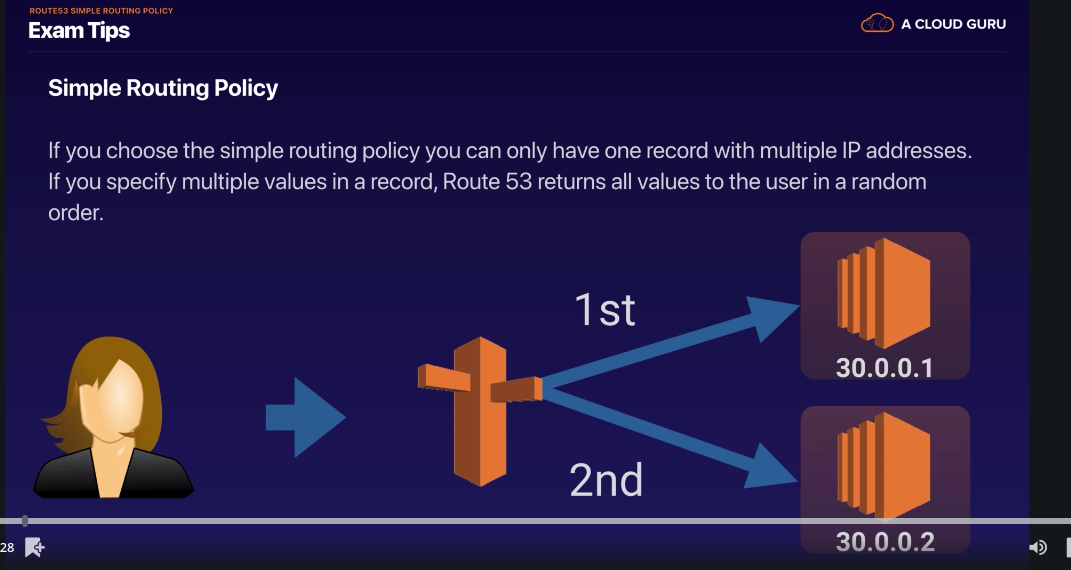 ROUTE53 SIMPLE ROUTING POLICY
Exam Tips
A CLOUD GURU
Simple Routing Policy
If you choose the simple routing policy you can only have one record with multiple IP addresses.
If you specify multiple values in a record, Route 53 returns all values to the user in a random
order.
1st
30.0.0.1
2nd
30.0.0.2
28